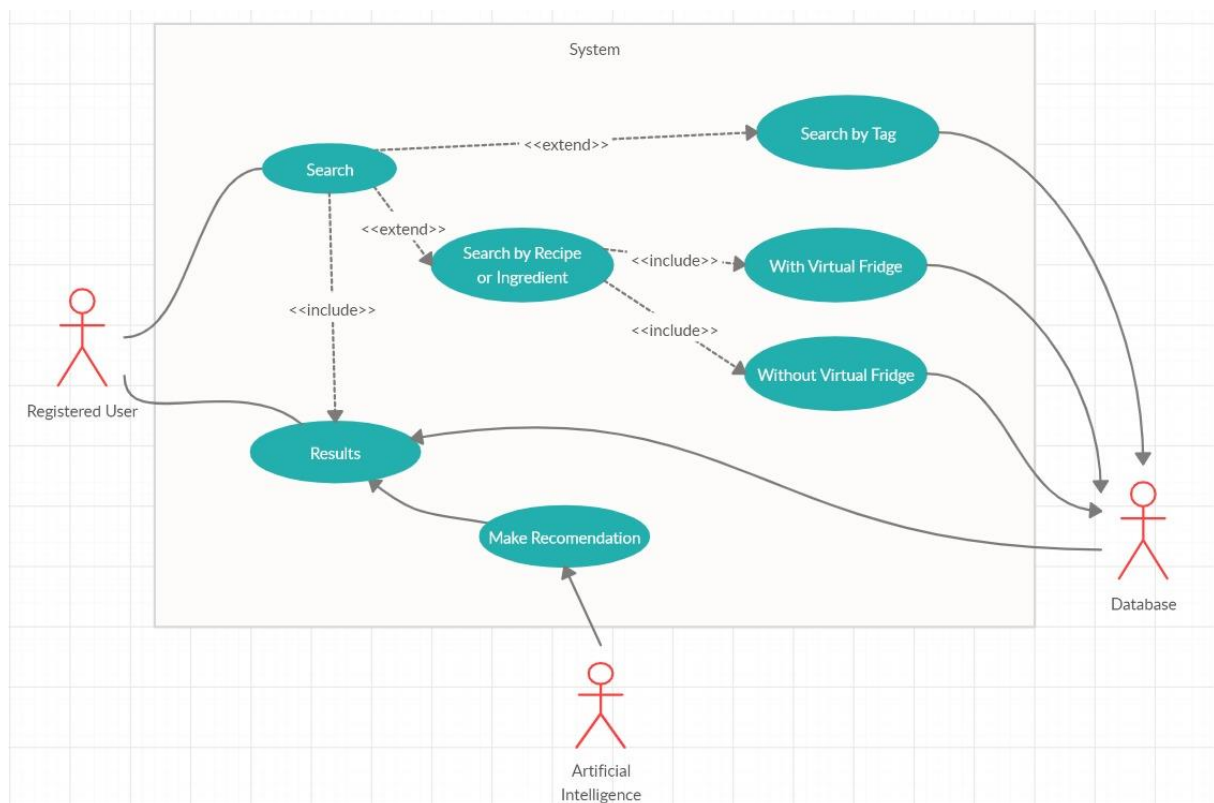 System
Search by Tag
<<extend>>
Search
<<extend>>
Search by Recipe
or Ingredient
<<include>>
With Virtual Fridge
<<include>>
<<include>>
Without Virtual Fridge
Registered User
Results
Make Recomendation
Database
Artificial
Intelligence